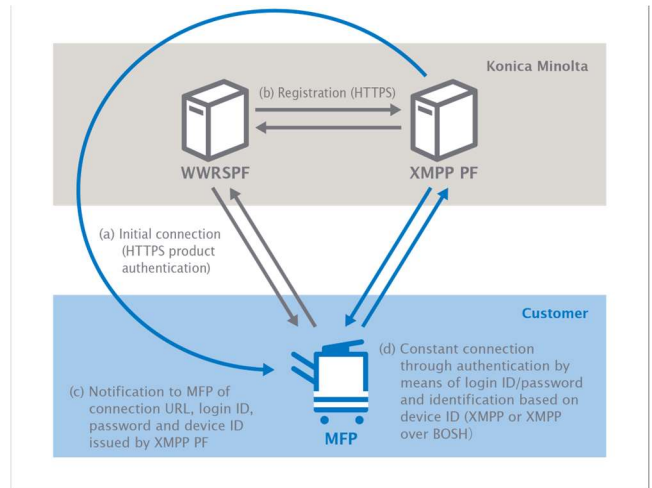 Konica Minolta
(b) Registration (HTTPS)
WWRSPF
XMPP PF
(a) Initial connection
(HTTPS product
authentication)
Customer
(c) Notification to MFP of
connection URL, login ID,
password and device ID
issued by XMPP PF
MFP
(d) Constant connection
through authentication by
means of login ID/password
and identification based on
device ID (XMPP or XMPP
over BOSH)